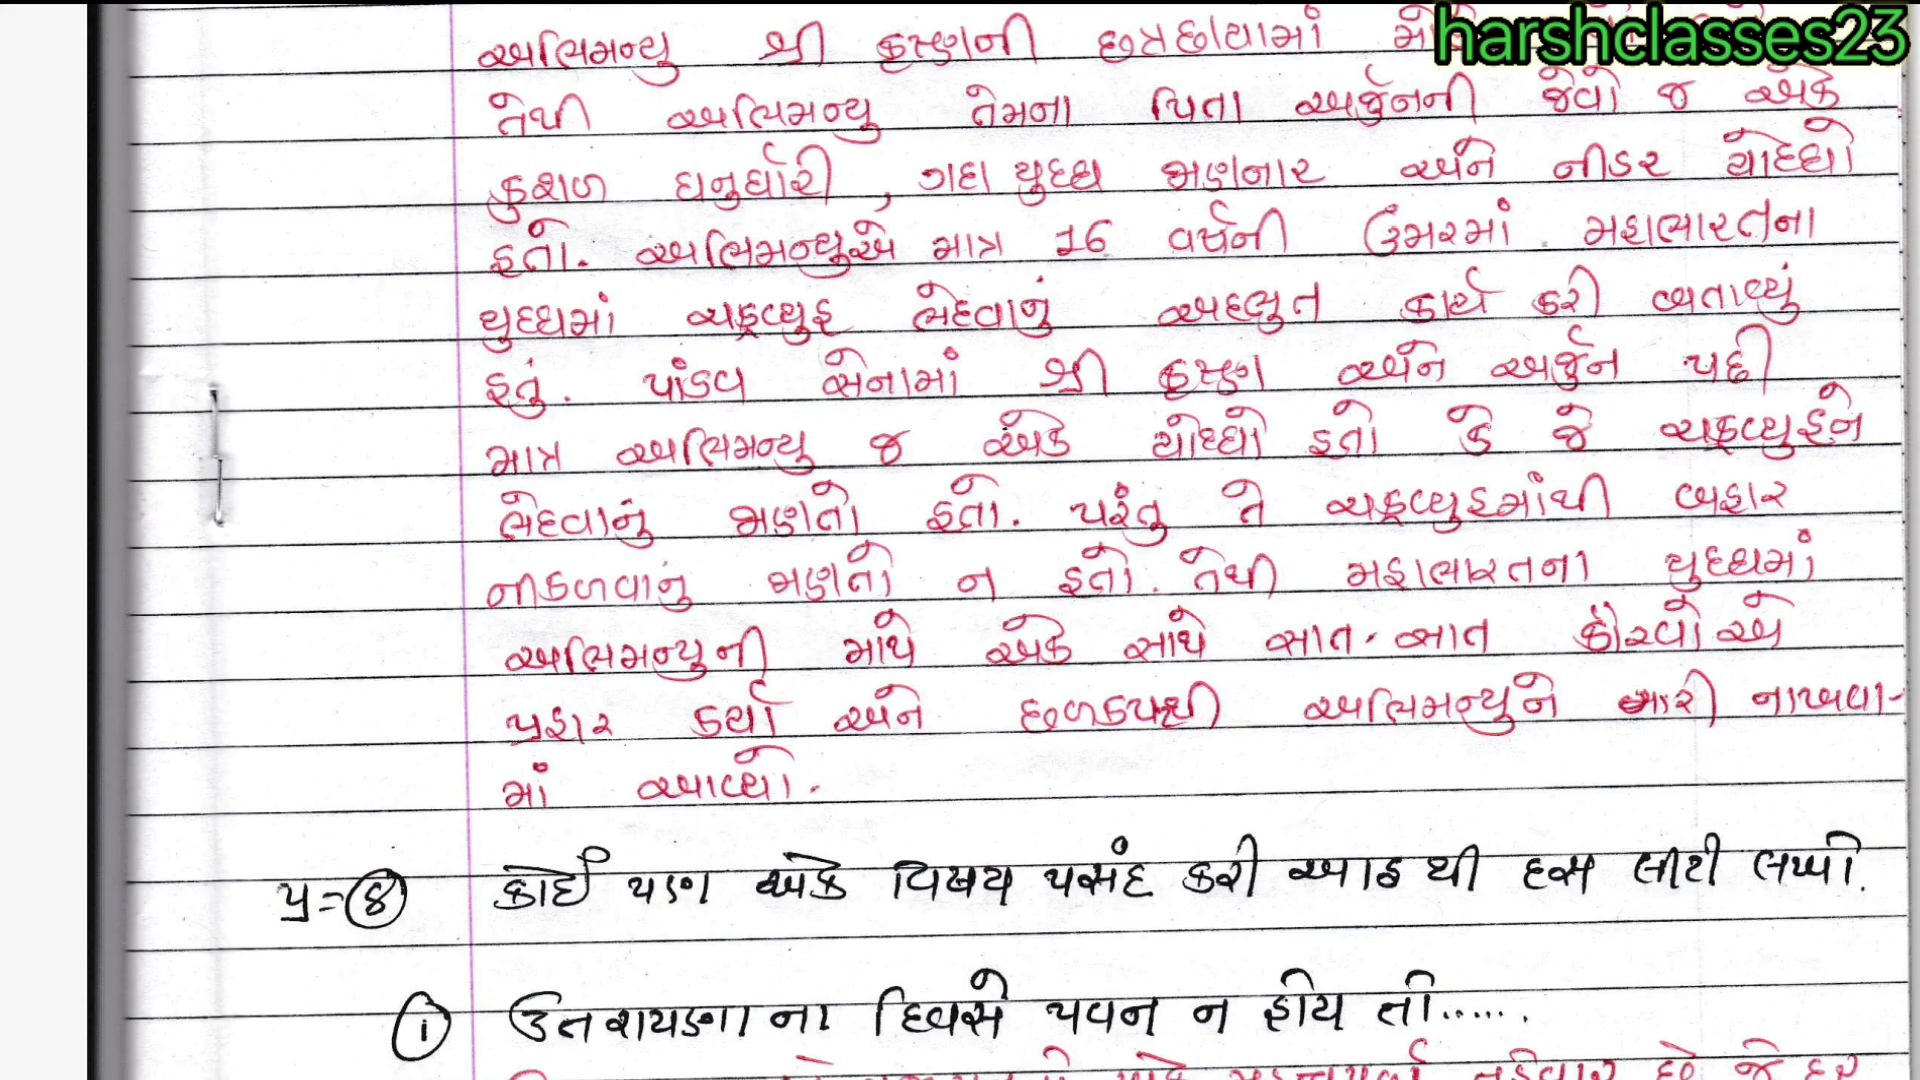 harshclasses23
અભિમન્યુ શ્રી કૃષ્ણની છત્રછાયામાં
તેથી અભિમન્યુ તેમના પિતા અર્જુનની જેવો જ એક
કુશળ ધનુર્ધારી , ગદા યુદ્ધ જાણનાર અને નીડર યોદ્ધો
હતો. અભિમન્યુએ માત્ર 16 વર્ષની ઉંમરમાં મહાભારતના
યુદ્ધમાં ચક્રવ્યુહ ભેદવાનું અદ્ભુત કાર્ય કરી બતાવ્યું
હતું. પાંડવ સેનામાં શ્રી કૃષ્ણ અને અર્જુન પછી
માત્ર અભિમન્યુ જ એક યોદ્ધો હતો કે જે ચક્રવ્યુહને
ભેદવાનું જાણતો હતો. પરંતુ તે ચક્રવ્યુહમાંથી બહાર
નીકળવાનું જાણતો ન હતો. તેથી મહાભારતના યુદ્ધમાં
અભિમન્યુની માથે એક સાથે સાત-સાત કૌરવોએ
પ્રહાર કર્યા અને છળકપટથી અભિમન્યુને મારી નાખવા-
માં આવ્યો.
પ્ર=④ કોઈ પણ એક વિષય પસંદ કરી આઠ થી દસ લીટી લખો.
① ઉત્તરાયણના દિવસે પવન ન હોય તો......